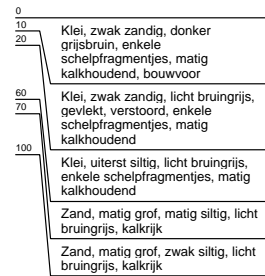 0
10
20
Klei, zwak zandig, donker
grijsbruin, enkele
schelpfragmentjes, matig
kalkhoudend, bouwvoor
60
70
100
Klei, zwak zandig, licht bruingrijs,
gevlekt, verstoord, enkele
schelpfragmentjes, matig
kalkhoudend
Klei, uiterst siltig, licht bruingrijs,
enkele schelpfragmentjes, matig
kalkhoudend
Zand, matig grof, matig siltig, licht
bruingrijs, kalkrijk
Zand, matig grof, zwak siltig, licht
bruingrijs, kalkrijk